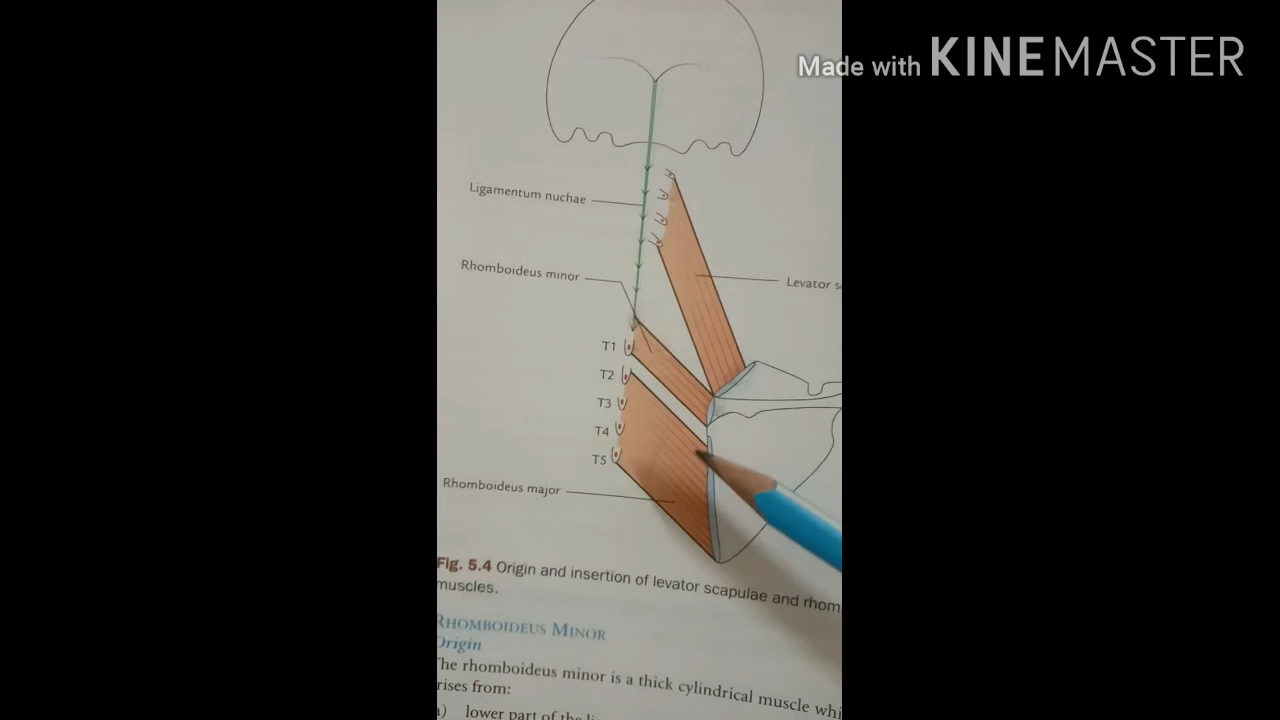 Made with KINEMASTER
Ligamentum nuchae
Rhomboideus minor
Levator
T1
T2
T3
T4
T5
Rhomboideus major
Fig. 5.4 Origin and insertion of levator scapulae and rhom
muscles.
RHOMBOIDEUS MINOR
Origin
The rhomboideus minor is a thick cylindrical muscle whi
rises from:
lower part of the li